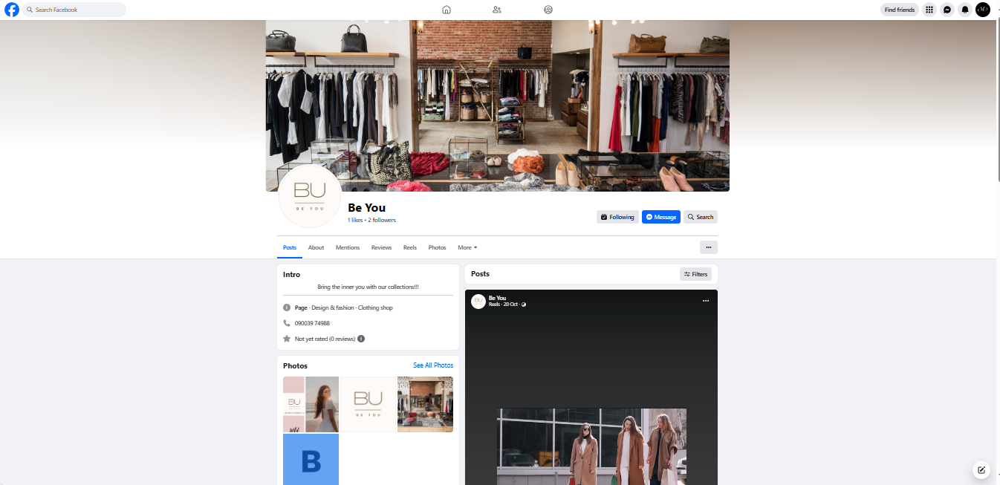 Search Facebook
Find friends
BU
BE YOU
Be You
1 likes • 2 followers
Following
Message
Search
Posts
About
Mentions
Reviews
Reels
Photos
More
Intro
Bring the inner you with our collections!!!
Page · Design & fashion · Clothing shop
090039 74988
Not yet rated (0 reviews)
Photos
See All Photos
BU
Wild
BU
BE YOU
B
Posts
Filters
BU
Be You
Reels · 20 Oct ·